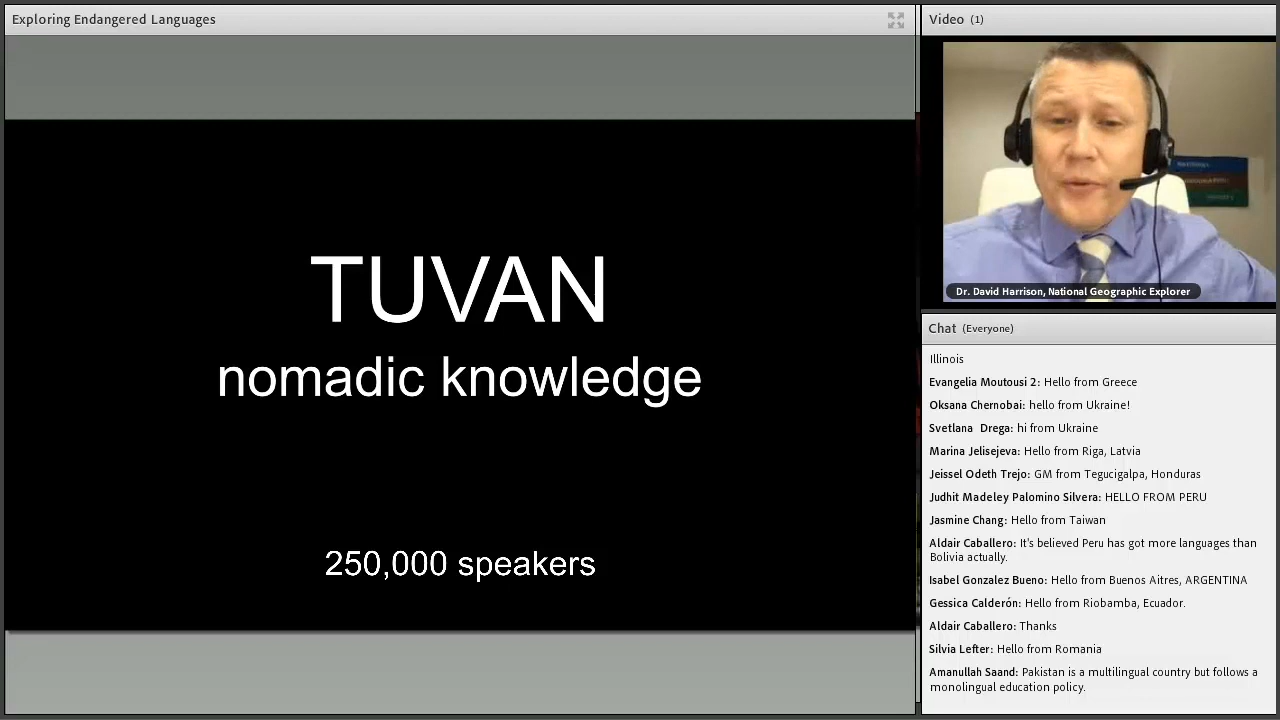 Exploring Endangered Languages
TUVAN
nomadic knowledge
250,000 speakers
Video (1)
Dr. David Harrison, National Geographic Explorer
Chat (Everyone)
Illinois
Evangelia Moutousi 2: Hello from Greece
Oksana Chernobai: hello from Ukraine!
Svetlana Drega: hi from Ukraine
Marina Jelisejeva: Hello from Riga, Latvia
Jeissel Odeth Trejo: GM from Tegucigalpa, Honduras
Judhit Madeley Palomino Silvera: HELLO FROM PERU
Jasmine Chang: Hello from Taiwan
Aldair Caballero: It's believed Peru has got more languages than
Bolivia actually.
Isabel Gonzalez Bueno: Hello from Buenos Aitres, ARGENTINA
Gessica Calderón: Hello from Riobamba, Ecuador.
Aldair Caballero: Thanks
Silvia Lefter: Hello from Romania
Amanullah Saand: Pakistan is a multilingual country but follows a
monolingual education policy.